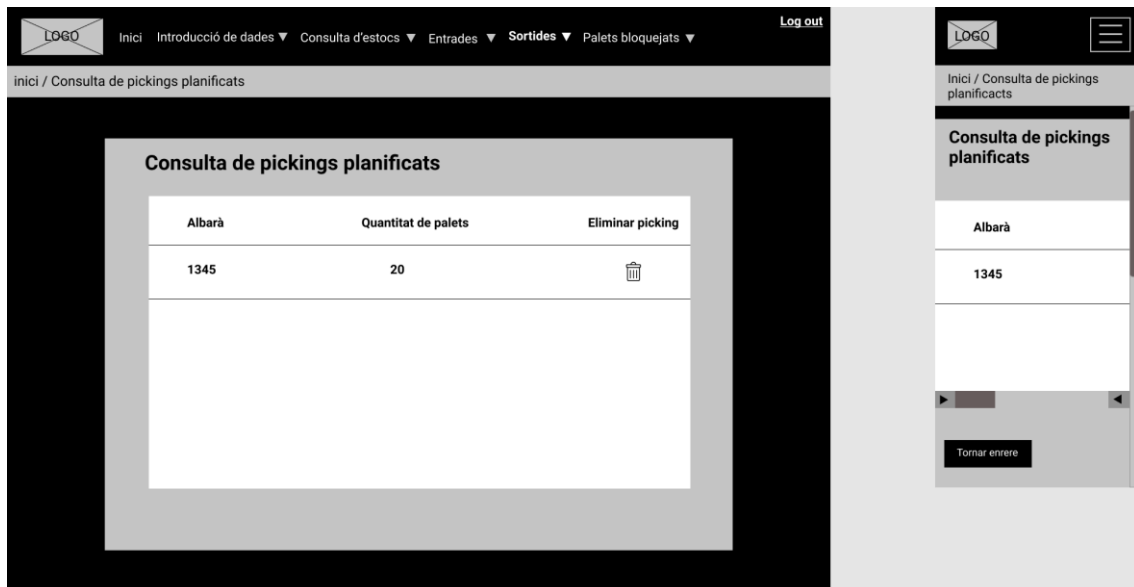 LOGO Inici Introducció de dades ▼ Consulta d'estocs ▼ Entrades ▼ Sortides ▼ Palets bloquejats ▼ Log out
inici / Consulta de pickings planificats
Consulta de pickings planificats
Albarà Quantitat de palets Eliminar picking
1345 20
LOGO
Inici / Consulta de pickings
planificacts
Consulta de pickings
planificats
Albarà
1345
Tornar enrere